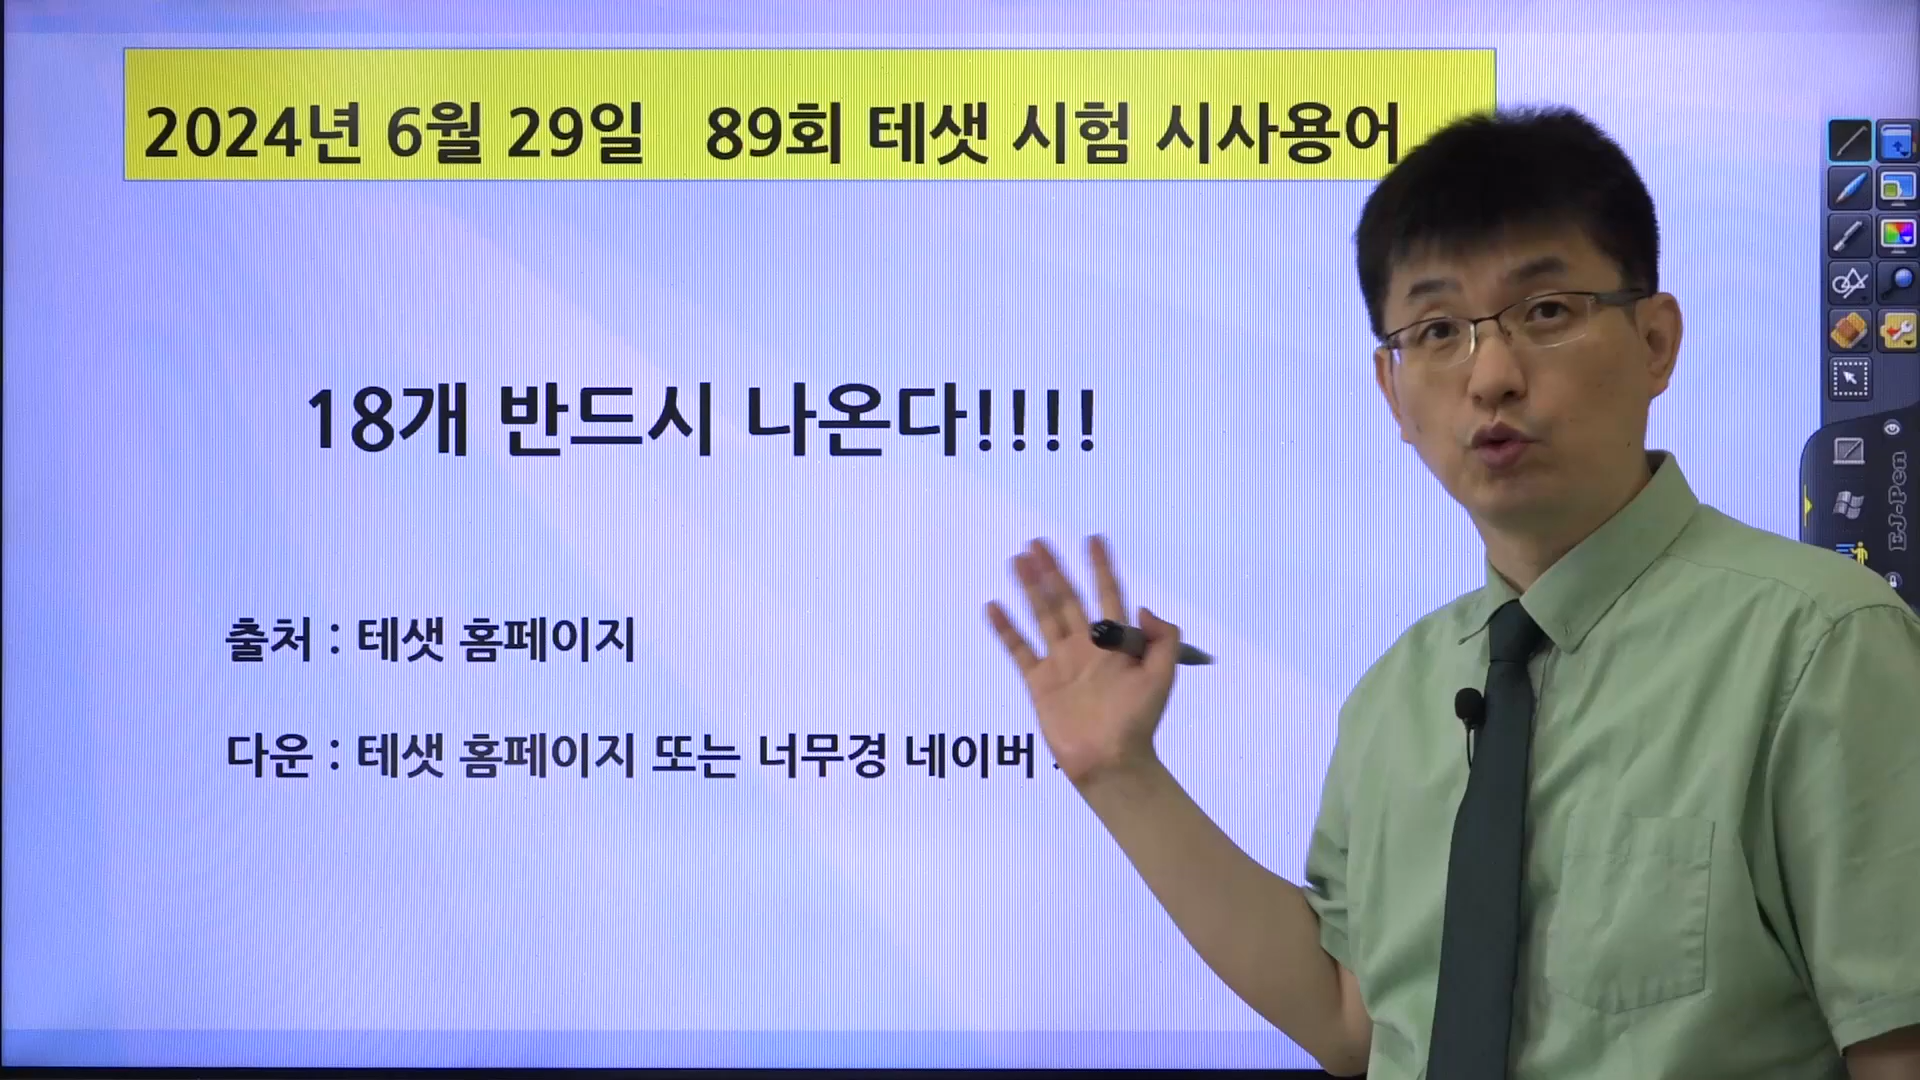 2024년 6월 29일 89회 테샛 시험 시사용어
18개 반드시 나온다!!!!
출처 : 테샛 홈페이지
다운 : 테샛 홈페이지 또는 너무경 네이버
EJ-Pen